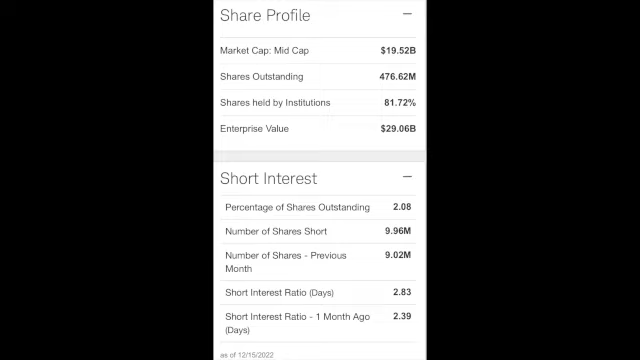 Share Profile —
Market Cap: Mid Cap $19.52B
Shares Outstanding 476.62M
Shares held by Institutions 81.72%
Enterprise Value $29.06B
Short Interest —
Percentage of Shares Outstanding 2.08
Number of Shares Short 9.96M
Number of Shares - Previous 9.02M
Month
Short Interest Ratio (Days) 2.83
Short Interest Ratio - 1 Month Ago 2.39
(Days)
as of 12/15/2022